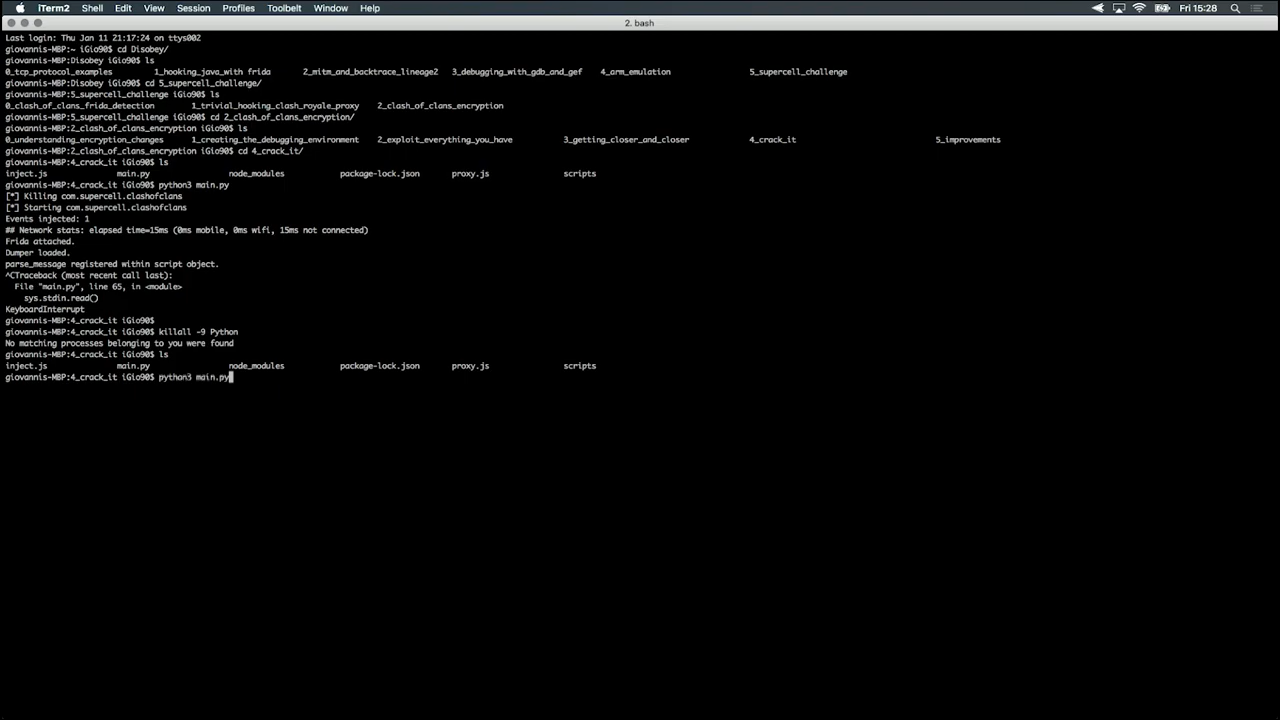 iTerm2 Shell Edit View Session Profiles Toolbelt Window Help Fri 15:28
2. bash
Last login: Thu Jan 11 21:17:24 on ttys002
giovannis-MBP:~ iGio90$ cd Disobey/
giovannis-MBP:Disobey iGio90$ ls
0_tcp_protocol_examples 1_hooking_java_with frida 2_mitm_and_backtrace_lineage2 3_debugging_with_gdb_and_gef 4_arm_emulation 5_supercell_challenge
giovannis-MBP:Disobey iGio90$ cd 5_supercell_challenge/
giovannis-MBP:5_supercell_challenge iGio90$ ls
0_clash_of_clans_frida_detection 1_trivial_hooking_clash_royale_proxy 2_clash_of_clans_encryption
giovannis-MBP:5_supercell_challenge iGio90$ cd 2_clash_of_clans_encryption/
giovannis-MBP:2_clash_of_clans_encryption iGio90$ ls
0_understanding_encryption_changes 1_creating_the_debugging_environment 2_exploit_everything_you_have 3_getting_closer_and_closer 4_crack_it 5_improvements
giovannis-MBP:2_clash_of_clans_encryption iGio90$ cd 4_crack_it/
giovannis-MBP:4_crack_it iGio90$ ls
inject.js main.py node_modules package-lock.json proxy.js scripts
giovannis-MBP:4_crack_it iGio90$ python3 main.py
[*] Killing com.supercell.clashofclans
[*] Starting com.supercell.clashofclans
Events injected: 1
## Network stats: elapsed time=15ms (0ms mobile, 0ms wifi, 15ms not connected)
Frida attached.
Dumper loaded.
parse_message registered within script object.
^CTraceback (most recent call last):
File "main.py", line 65, in <module>
sys.stdin.read()
KeyboardInterrupt
giovannis-MBP:4_crack_it iGio90$
giovannis-MBP:4_crack_it iGio90$ killall -9 Python
No matching processes belonging to you were found
giovannis-MBP:4_crack_it iGio90$ ls
inject.js main.py node_modules package-lock.json proxy.js scripts
giovannis-MBP:4_crack_it iGio90$ python3 main.py